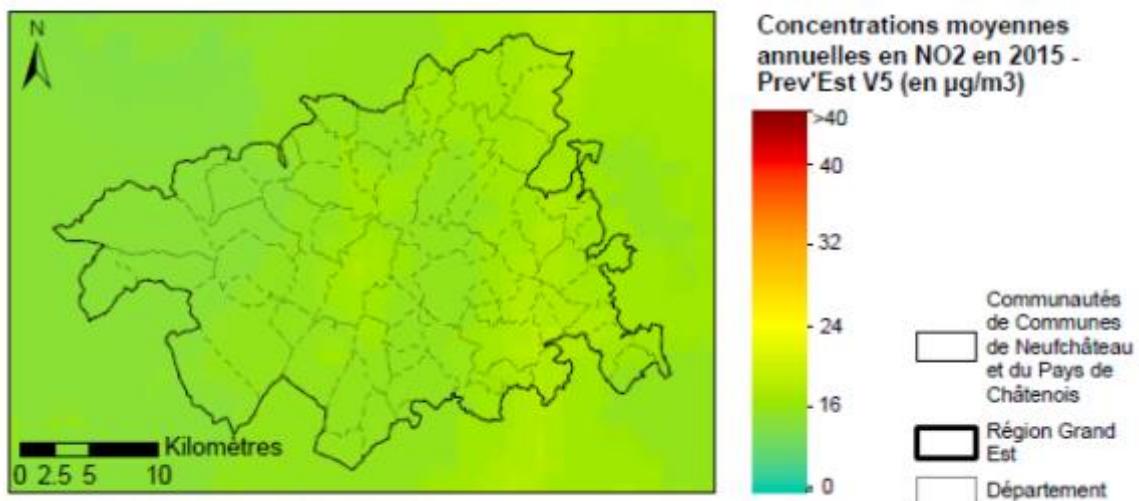 N
Kilomètres
0 2.5 5 10
Concentrations moyennes
annuelles en NO2 en 2015 -
Prev'Est V5 (en µg/m3)
>40
40
32
24
16
0
Communautés
de Communes
de Neufchâteau
et du Pays de
Châtenois
Région Grand
Est
Département